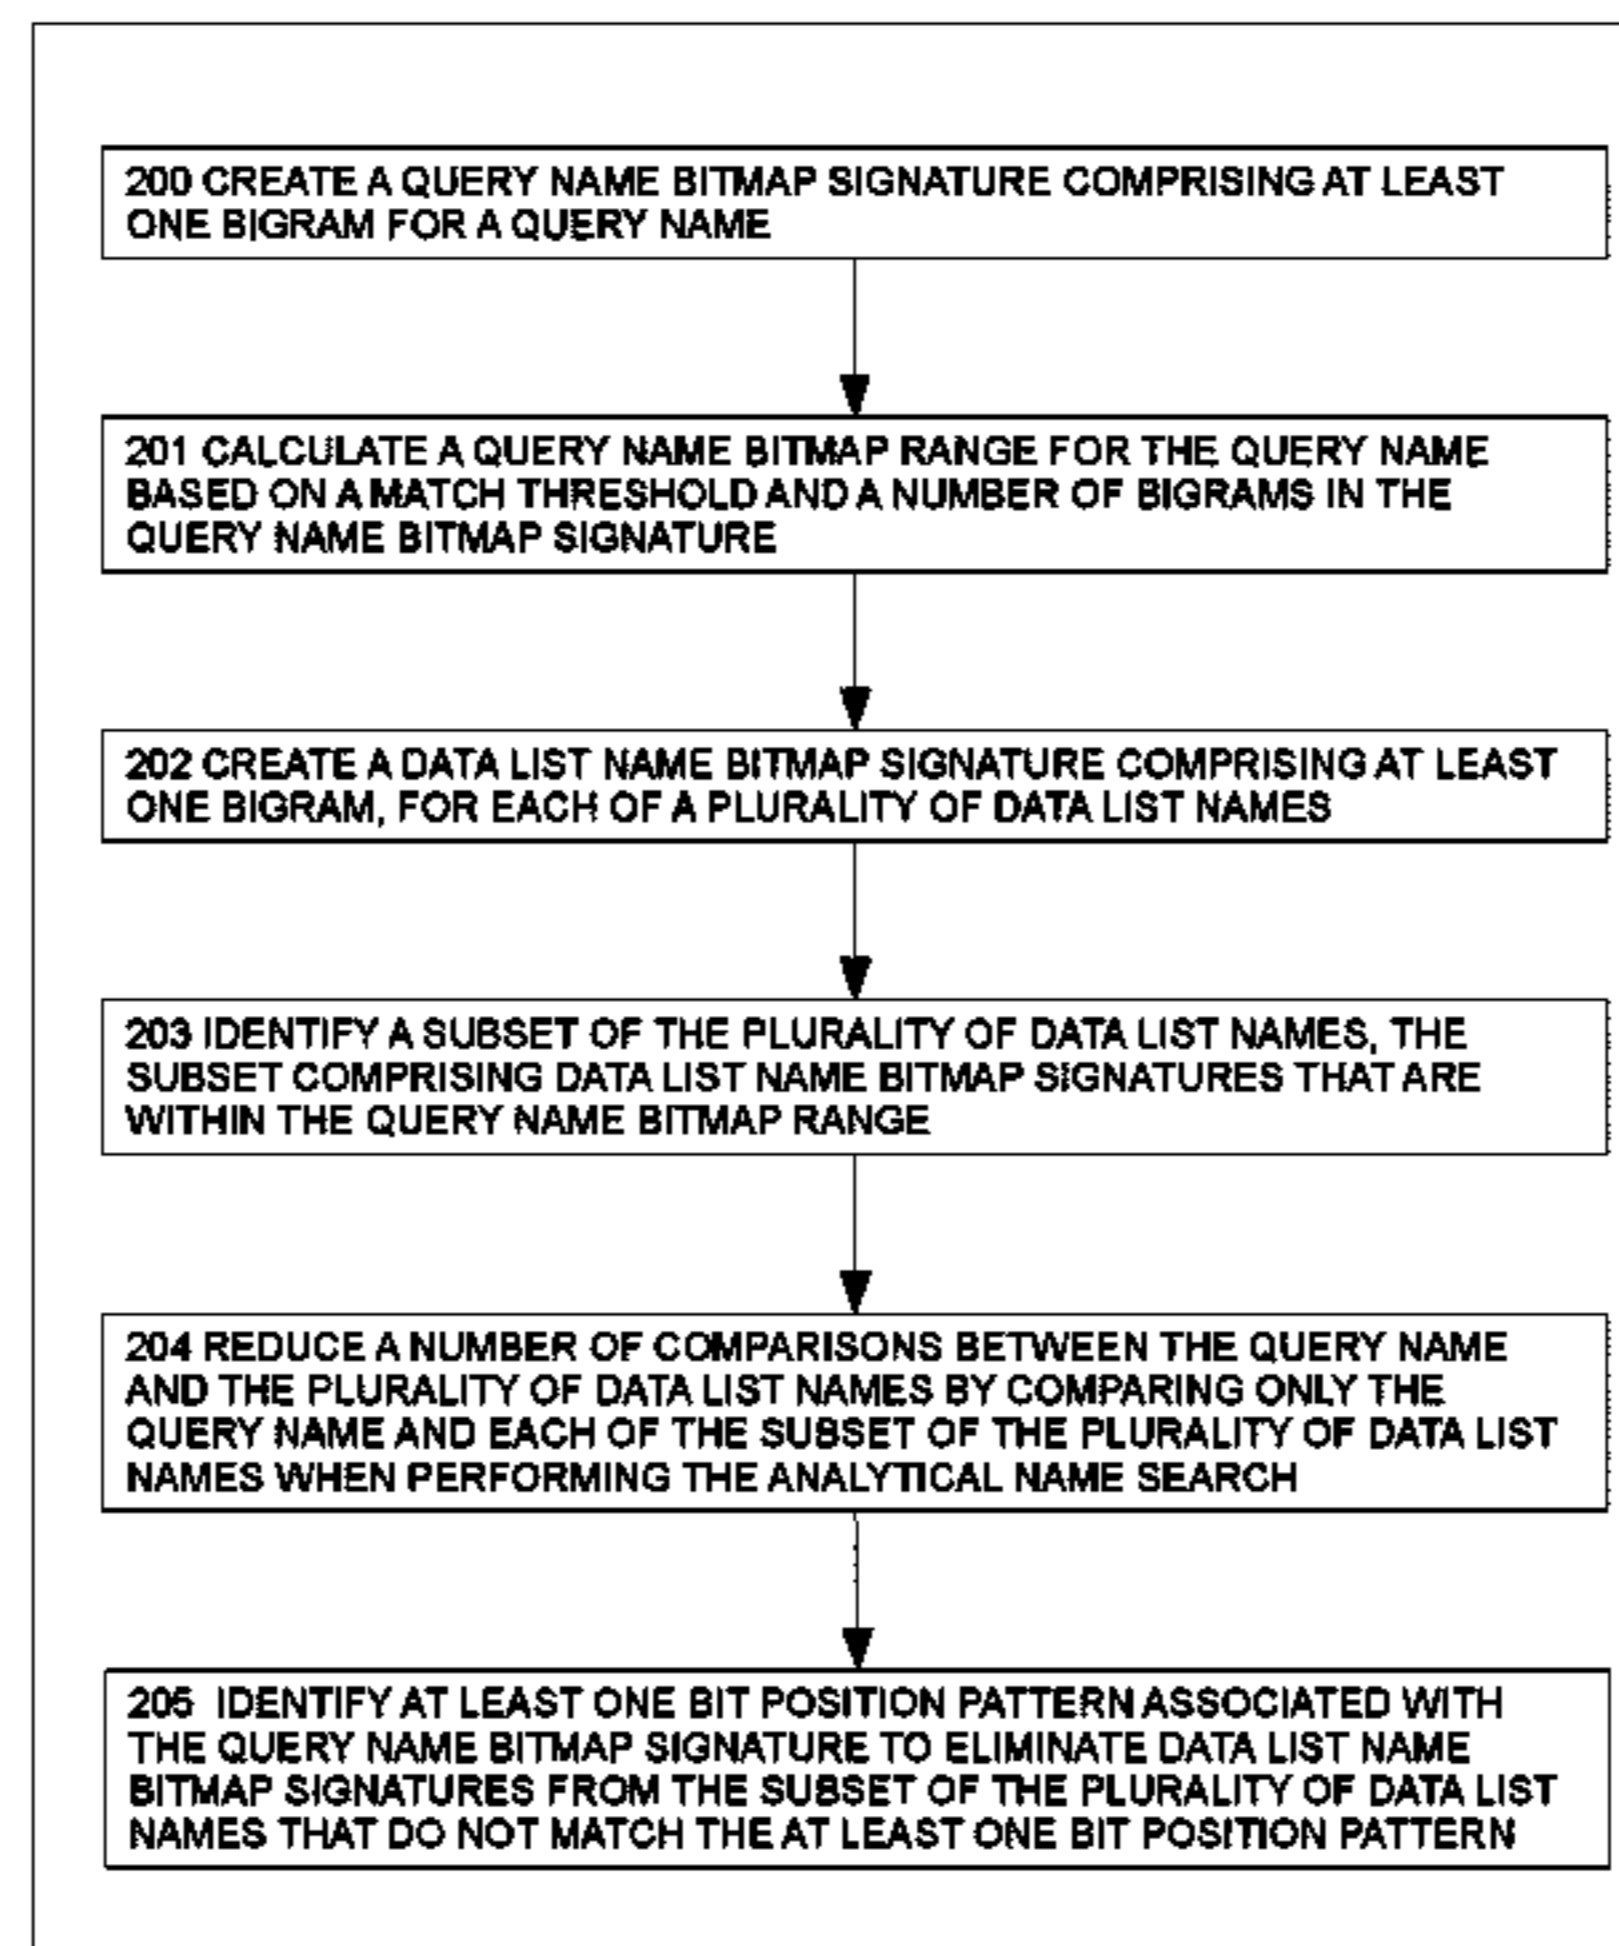 200 CREATE A QUERY NAME BITMAP SIGNATURE COMPRISING AT LEAST
ONE BIGRAM FOR A QUERY NAME
201 CALCULATE A QUERY NAME BITMAP RANGE FOR THE QUERY NAME
BASED ON A MATCH THRESHOLD AND A NUMBER OF BIGRAMS IN THE
QUERY NAME BITMAP SIGNATURE
202 CREATE A DATA LIST NAME BITMAP SIGNATURE COMPRISING AT LEAST
ONE BIGRAM, FOR EACH OF A PLURALITY OF DATA LIST NAMES
203 IDENTIFY A SUBSET OF THE PLURALITY OF DATA LIST NAMES, THE
SUBSET COMPRISING DATA LIST NAME BITMAP SIGNATURES THAT ARE
WITHIN THE QUERY NAME BITMAP RANGE
204 REDUCE A NUMBER OF COMPARISONS BETWEEN THE QUERY NAME
AND THE PLURALITY OF DATA LIST NAMES BY COMPARING ONLY THE
QUERY NAME AND EACH OF THE SUBSET OF THE PLURALITY OF DATA LIST
NAMES WHEN PERFORMING THE ANALYTICAL NAME SEARCH
205 IDENTIFY AT LEAST ONE BIT POSITION PATTERN ASSOCIATED WITH
THE QUERY NAME BITMAP SIGNATURE TO ELIMINATE DATA LIST NAME
BITMAP SIGNATURES FROM THE SUBSET OF THE PLURALITY OF DATA LIST
NAMES THAT DO NOT MATCH THE AT LEAST ONE BIT POSITION PATTERN